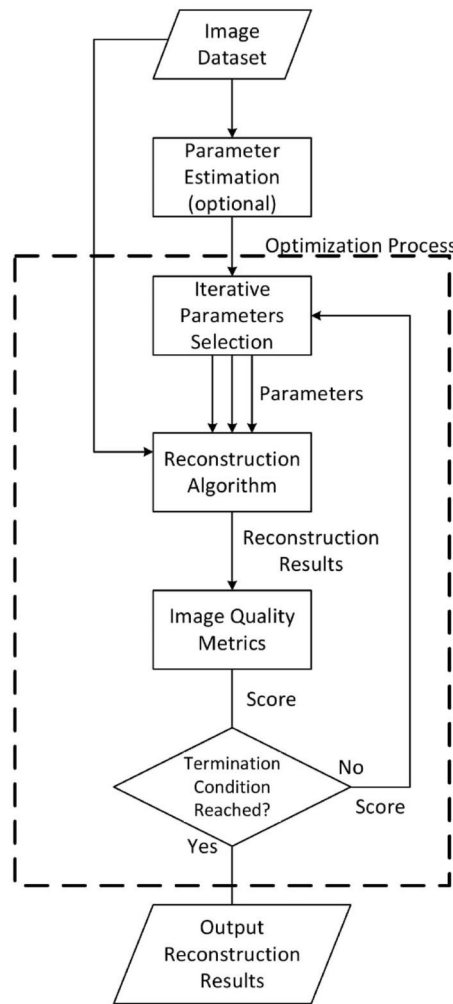 Image
Dataset
Parameter
Estimation
(optional)
Optimization Process
Iterative
Parameters
Selection
Parameters
Reconstruction
Algorithm
Reconstruction
Results
Image Quality
Metrics
Score
Termination
Condition
Reached?
No
Score
Yes
Output
Reconstruction
Results